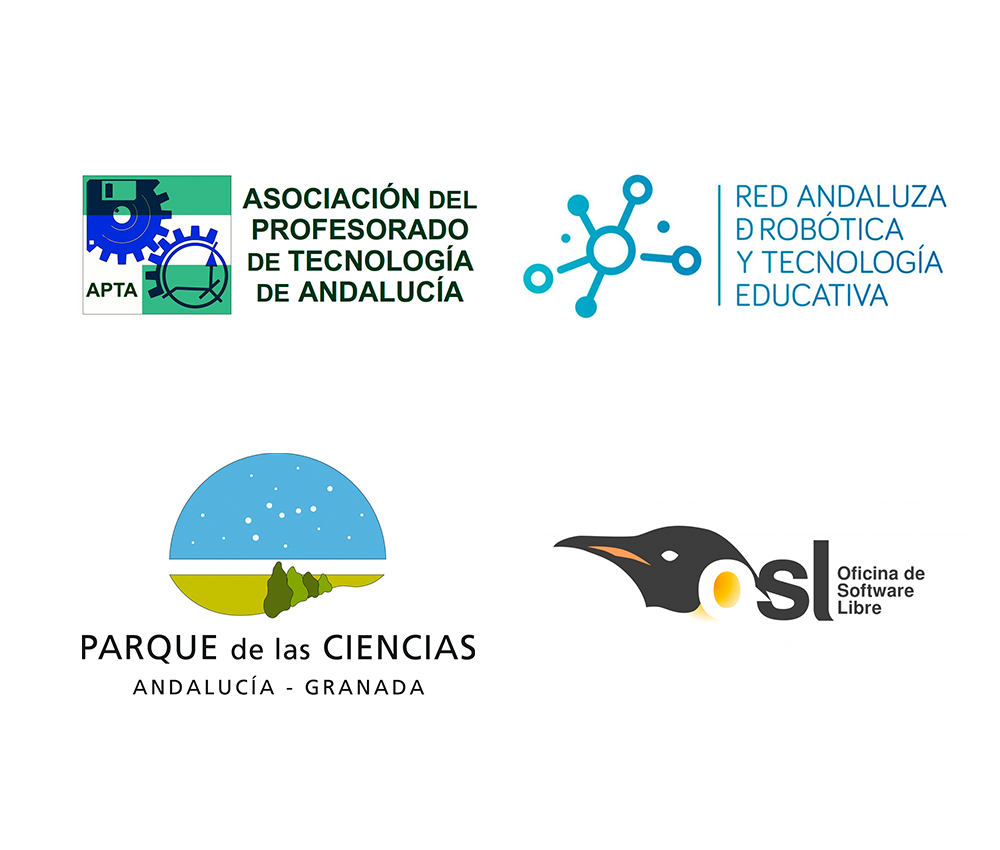 APTA
ASOCIACIÓN DEL
PROFESORADO
DE TECNOLOGÍA
DE ANDALUCÍA
RED ANDALUZA
DE ROBÓTICA
Y TECNOLOGÍA
EDUCATIVA
PARQUE de las CIENCIAS
ANDALUCÍA - GRANADA
osl
Oficina de
Software
Libre